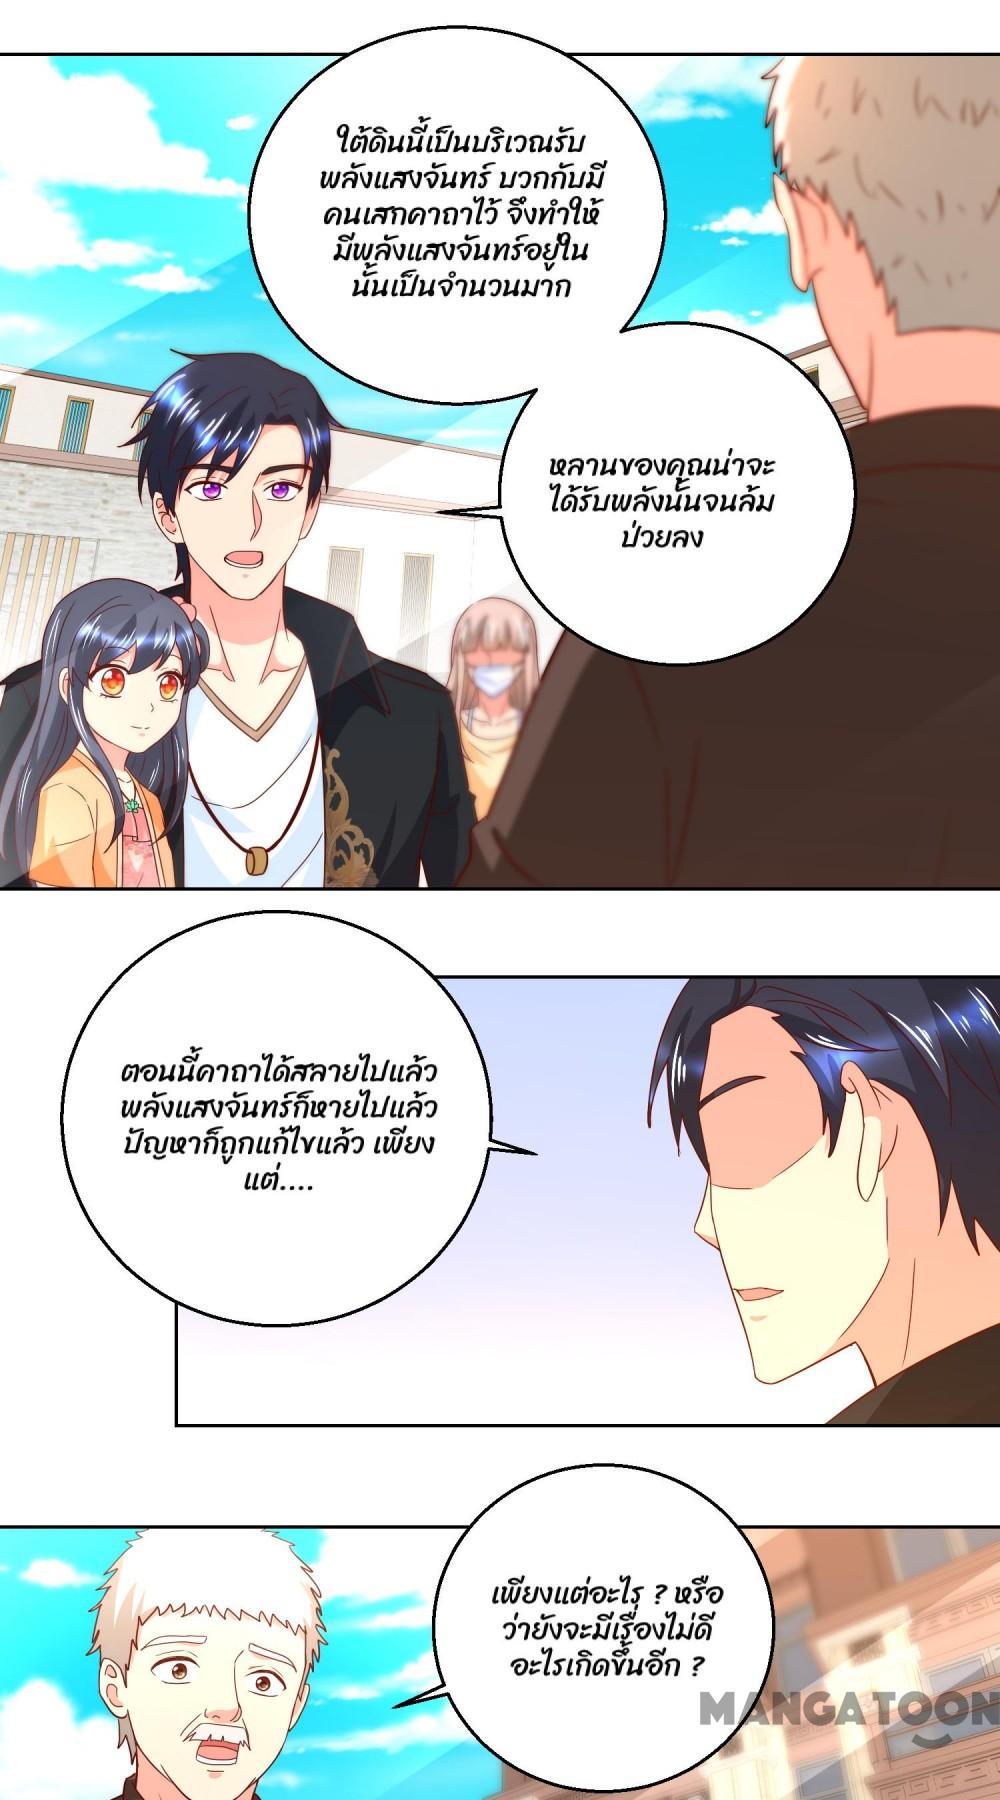 ใต้ดินนี้เป็นบริเวณรับ
พลังแสงจันทร์ บวกกับมี
คนเสกคาถาไว้ จึงทำให้
มีพลังแสงจันทร์อยู่ใน
นั้นเป็นจำนวนมาก
หลานของคุณน่าจะ
ได้รับพลังนั้นจนล้ม
ป่วยลง
ตอนนี้คาถาได้สลายไปแล้ว
พลังแสงจันทร์ก็หายไปแล้ว
ปัญหาก็ถูกแก้ไขแล้ว เพียง
แต่....
เพียงแต่อะไร ? หรือ
ว่ายังจะมีเรื่องไม่ดี
อะไรเกิดขึ้นอีก ?
MANGATOON